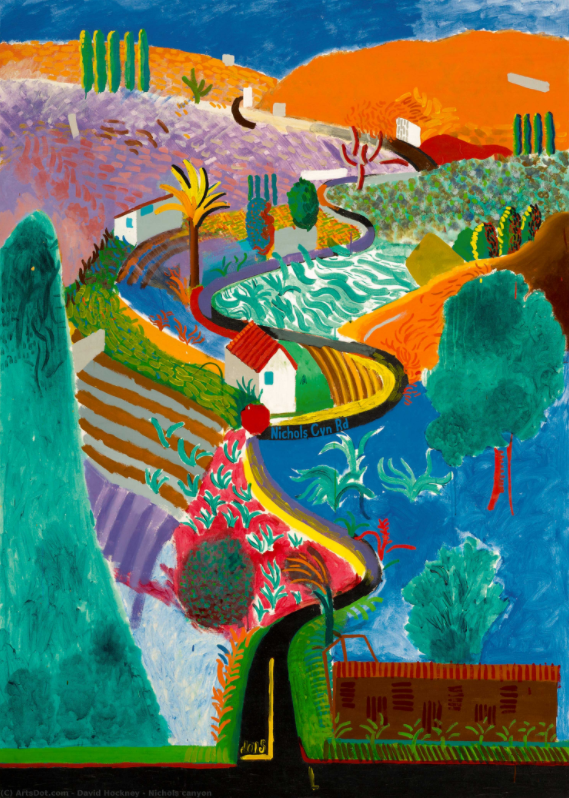 Nichols Cyn Rd
(C) ArtsDot.com - David Hockney - Nichols canyon